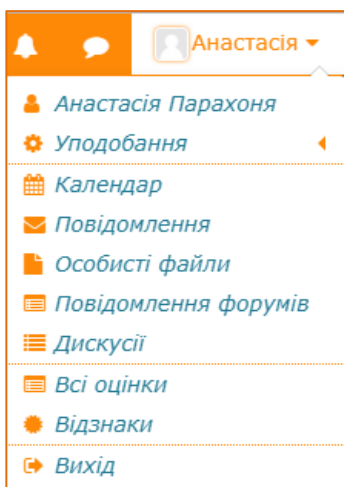 Анастасія
Анастасія Парахоня
Уподобання
Календар
Повідомлення
Особисті файли
Повідомлення форумів
Дискусії
Всі оцінки
Відзнаки
Вихід